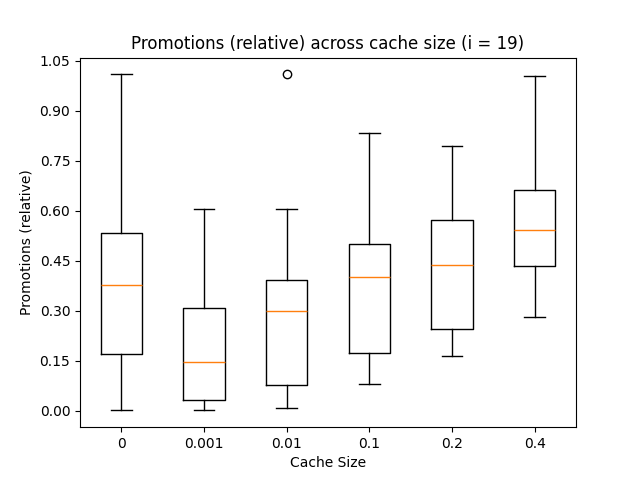 Promotions (relative) across cache size (i = 19)
1.05
0.90
0.75
0.60
0.45
0.30
0.15
0.00
Promotions (relative)
0 0.001 0.01 0.1 0.2 0.4
Cache Size